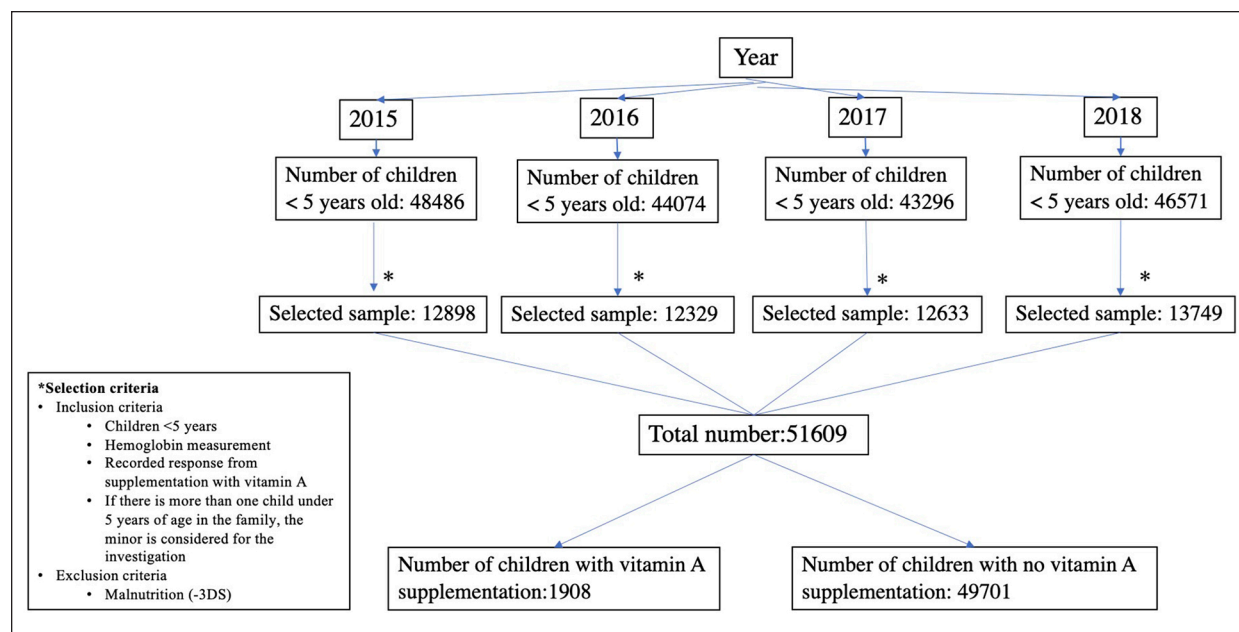 Year
2015
2016
2017
2018
Number of children
< 5 years old: 48486
Number of children
< 5 years old: 44074
Number of children
< 5 years old: 43296
Number of children
< 5 years old: 46571
*
*
*
*
Selected sample: 12898
Selected sample: 12329
Selected sample: 12633
Selected sample: 13749
*Selection criteria
• Inclusion criteria
• Children <5 years
• Hemoglobin measurement
• Recorded response from
supplementation with vitamin A
• If there is more than one child under
5 years of age in the family, the
minor is considered for the
investigation
• Exclusion criteria
• Malnutrition (-3DS)
Total number:51609
Number of children with vitamin A
supplementation:1908
Number of children with no vitamin A
supplementation: 49701